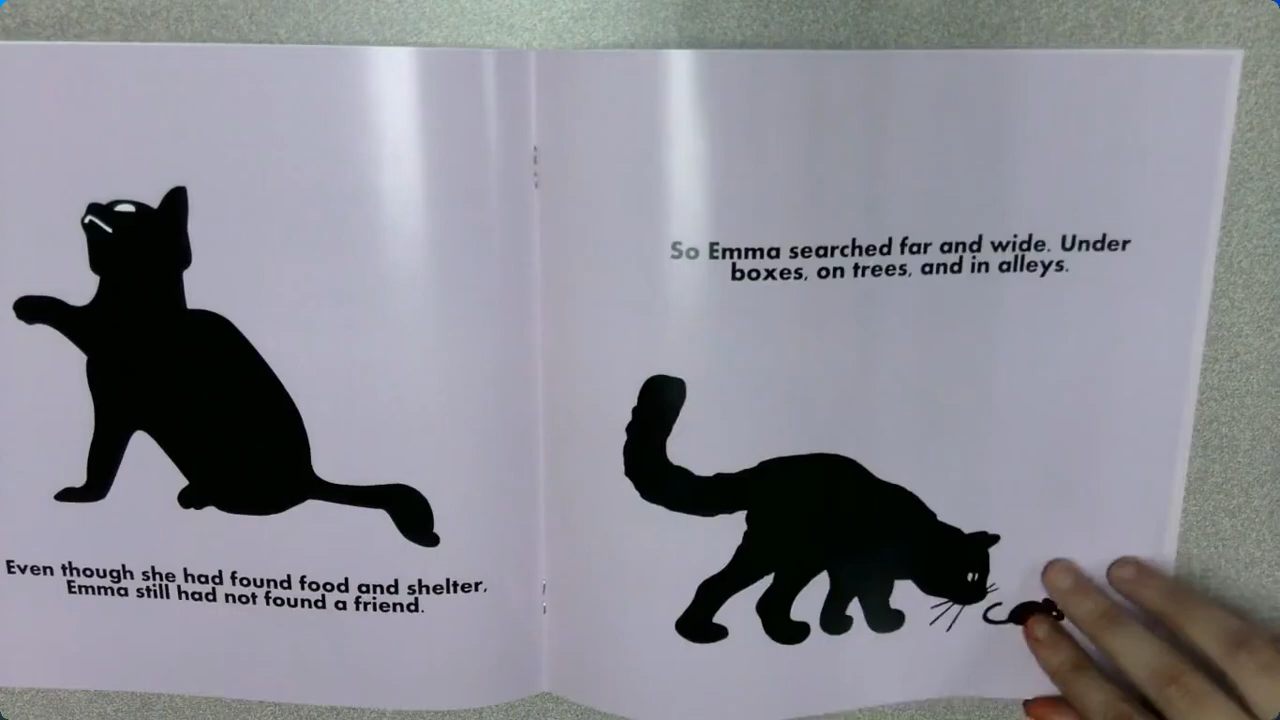 Even though she had found food and shelter,
Emma still had not found a friend.
So Emma searched far and wide. Under
boxes, on trees, and in alleys.